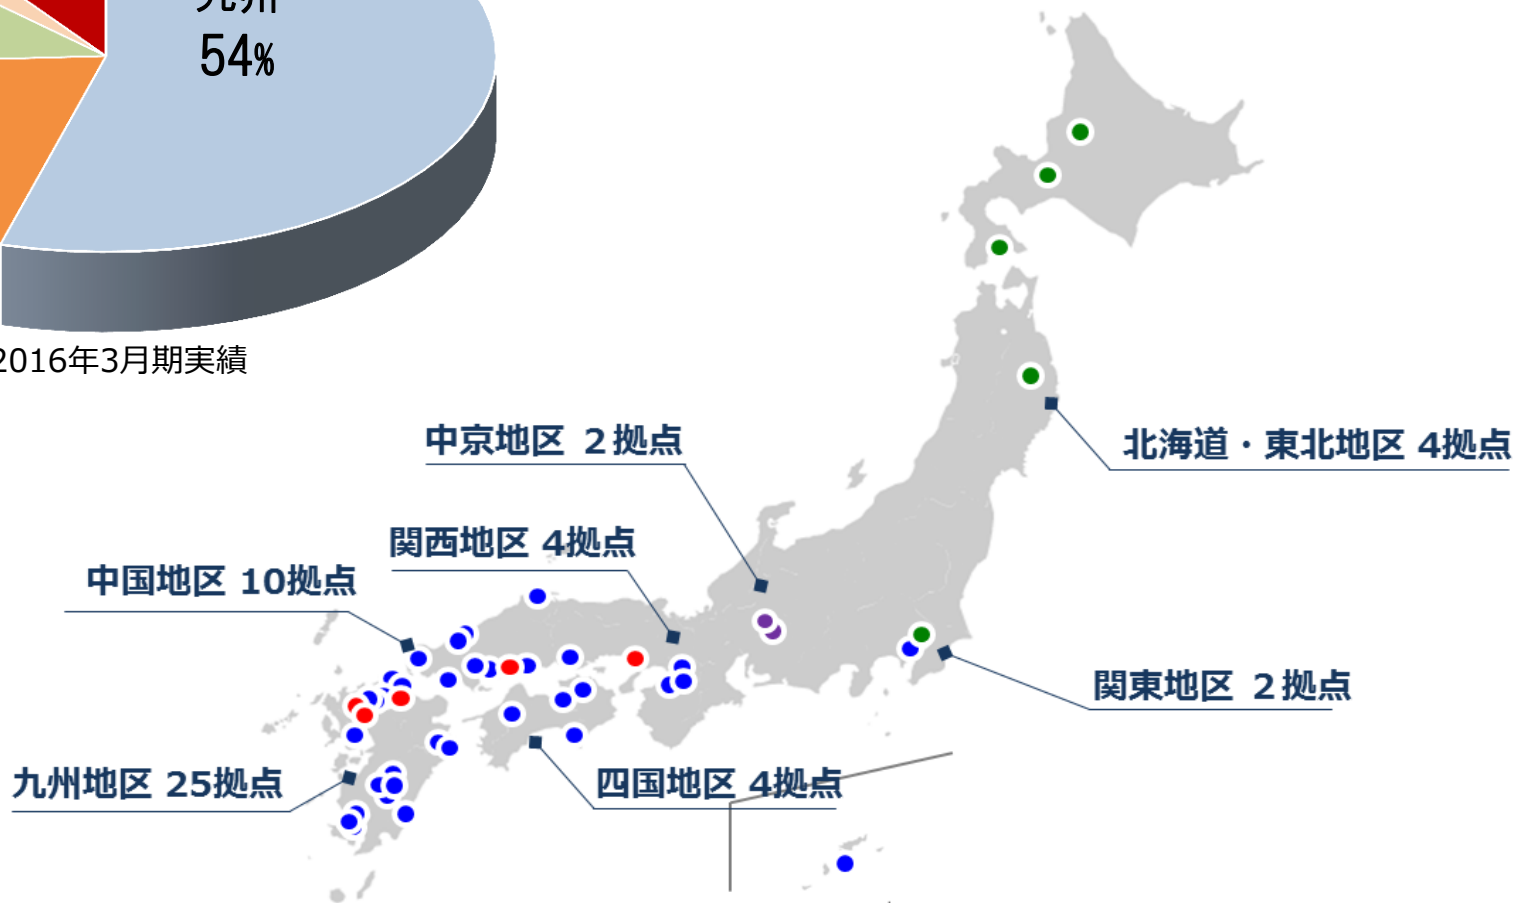 九州
54%
2016年3月期実績
中京地区 2拠点
北海道・東北地区 4拠点
関西地区 4拠点
中国地区 10拠点
関東地区 2拠点
九州地区 25拠点
四国地区 4拠点